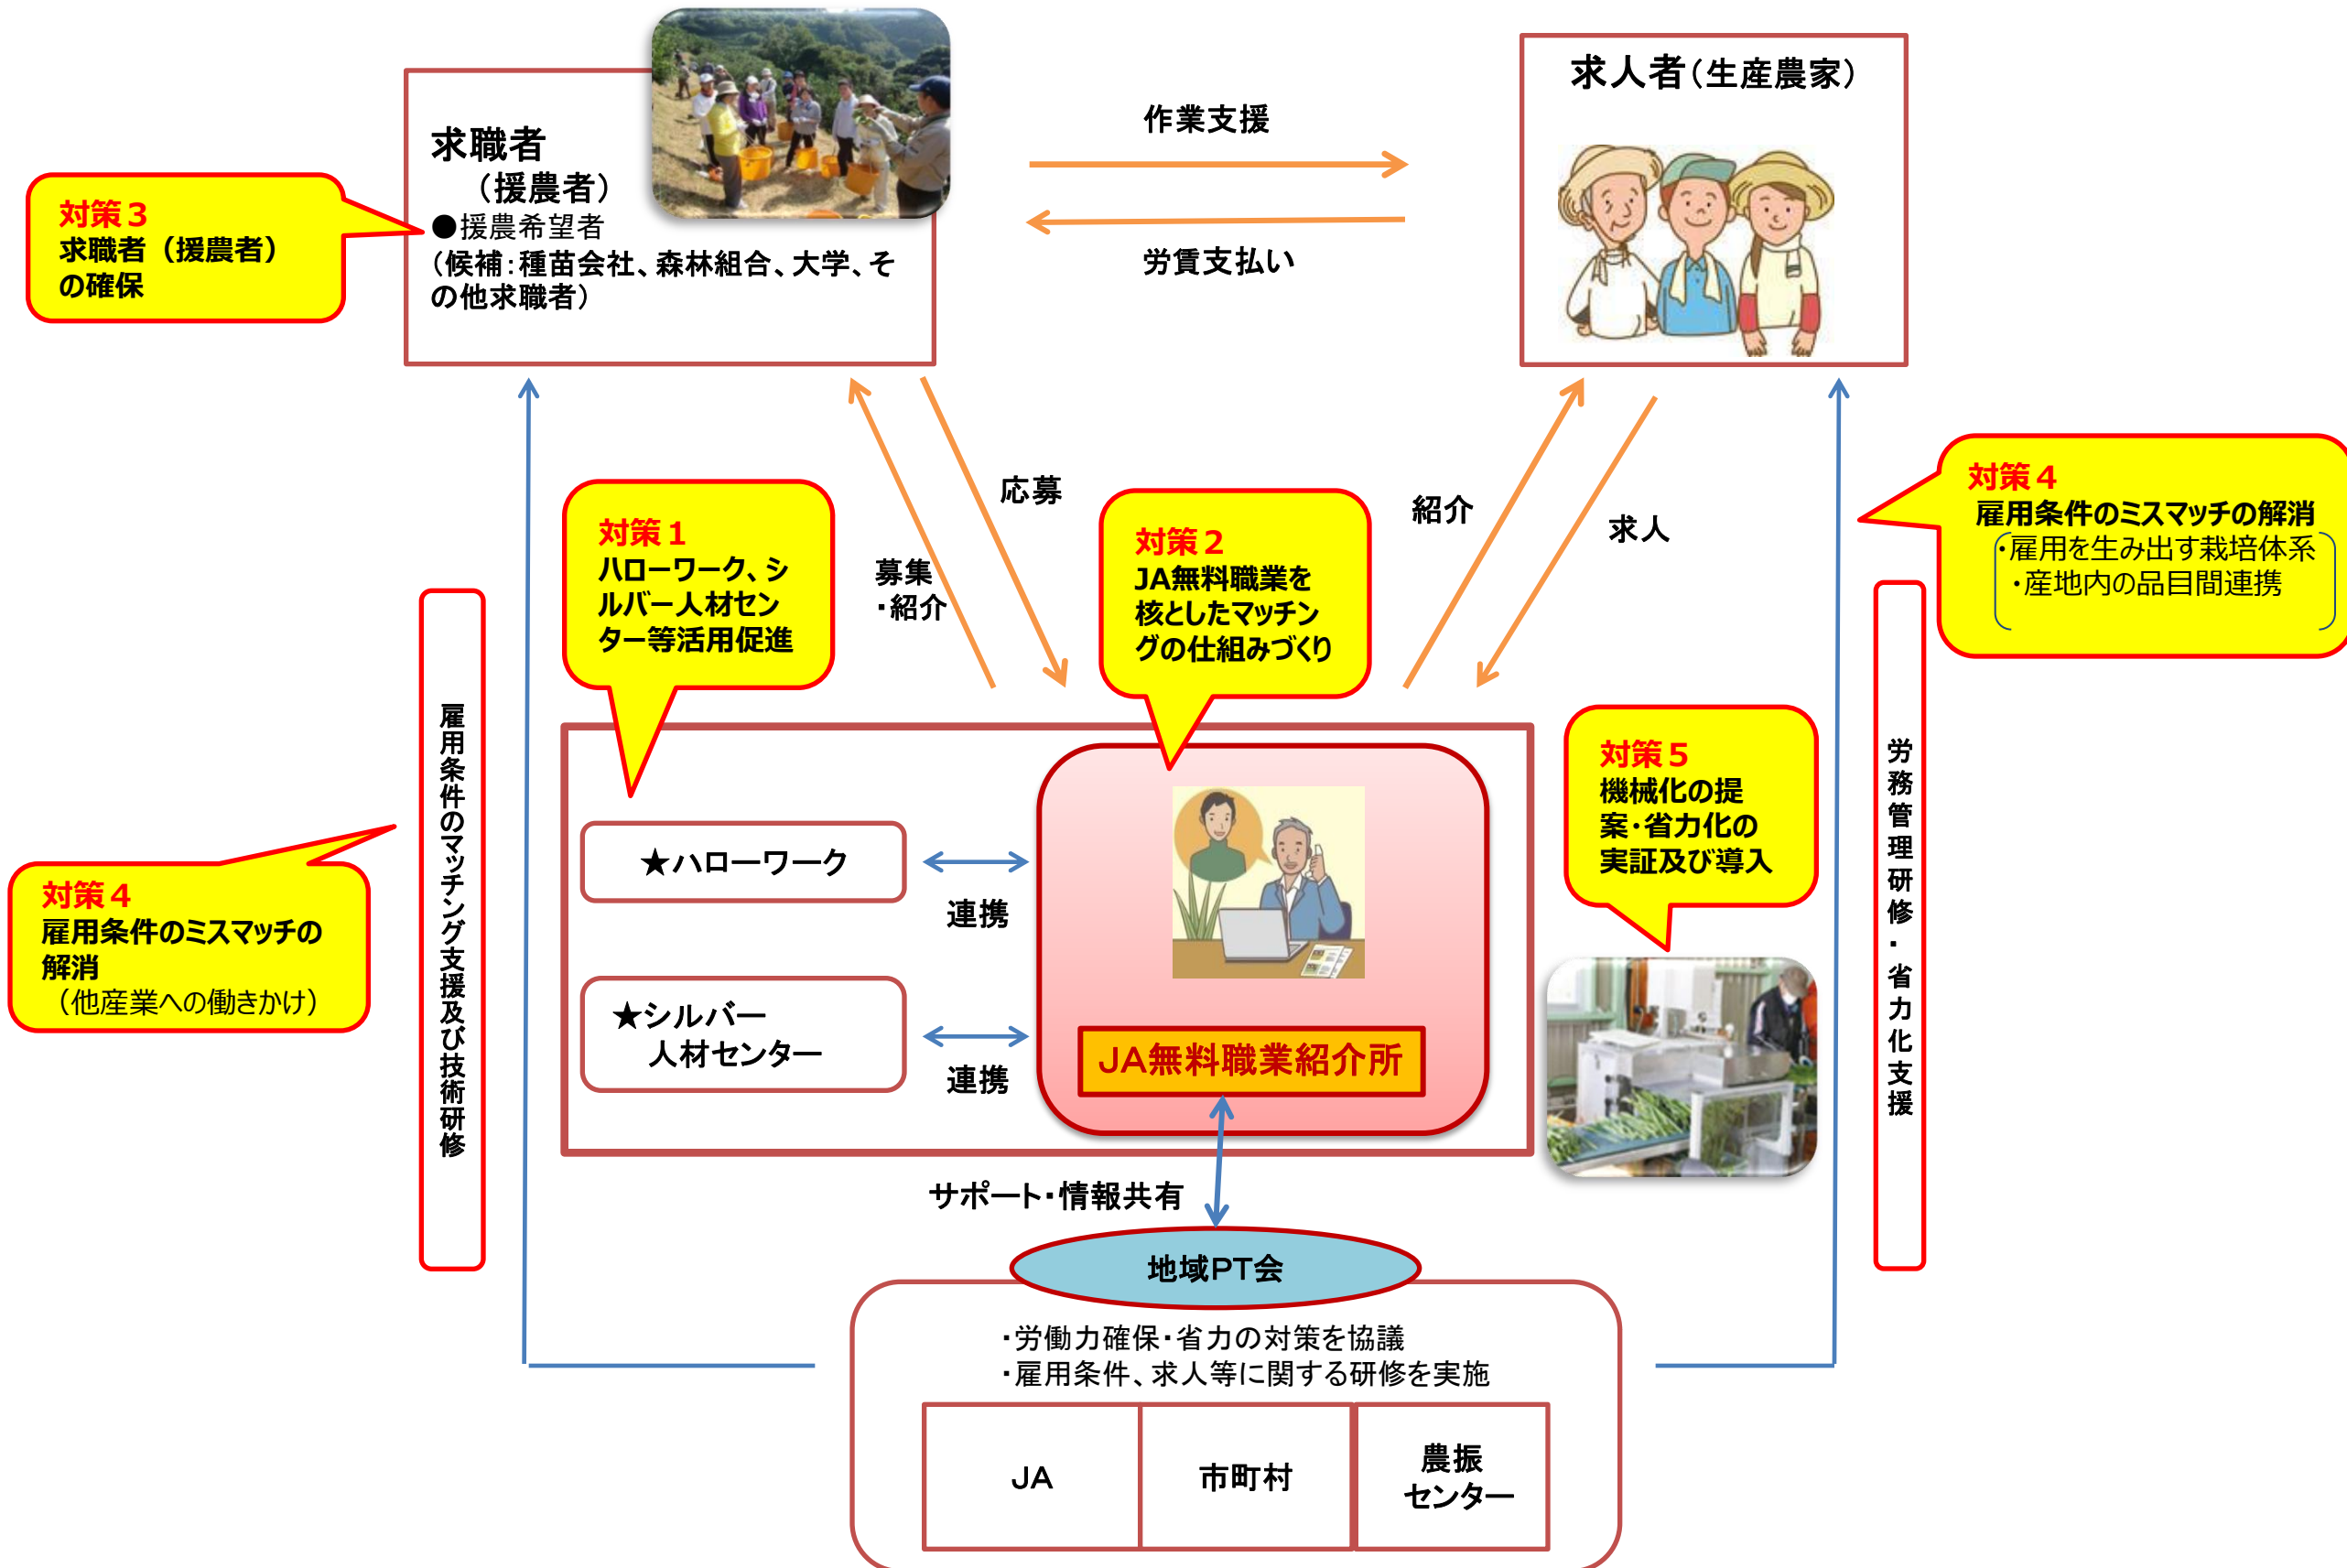 求人者(生産農家)
求職者
(援農者)
●援農希望者
(候補:種苗会社、森林組合、大学、そ
の他求職者)
作業支援
労賃支払い
対策３
求職者（援農者）
の確保
対策４
雇用条件のミスマッチの解消
・雇用を生み出す栽培体系
・産地内の品目間連携
応募
募集
・紹介
紹介
求人
対策１
ハローワーク、シ
ルバー人材セン
ター等活用促進
対策２
JA無料職業を
核としたマッチン
グの仕組みづくり
雇用条件のマッチング支援及び技術研修
労務管理研修・省力化支援
対策５
機械化の提
案・省力化の
実証及び導入
★ハローワーク
連携
対策４
雇用条件のミスマッチの
解消
（他産業への働きかけ）
★シルバー
人材センター
連携
JA無料職業紹介所
サポート・情報共有
地域PT会
・労働力確保・省力の対策を協議
・雇用条件、求人等に関する研修を実施
JA
市町村
農振
センター